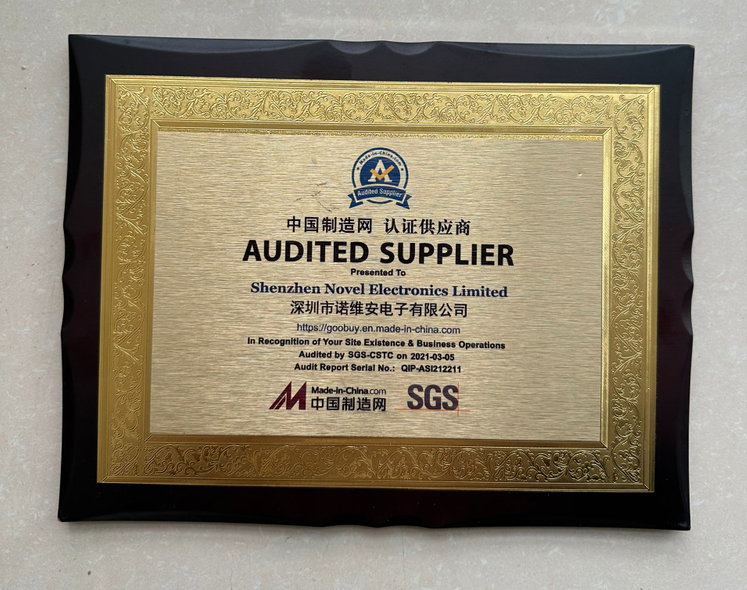 Made-in-China.com
Audited Supplier
中国制造网 认证供应商
AUDITED SUPPLIER
Presented To
Shenzhen Novel Electronics Limited
深圳市诺维安电子有限公司
https://goobuy.en.made-in-china.com
In Recognition of Your Site Existence & Business Operations
Audited by SGS-CSTC on 2021-03-05
Audit Report Serial No.: QIP-ASI212211
Made-in-China.com
中国制造网
SGS